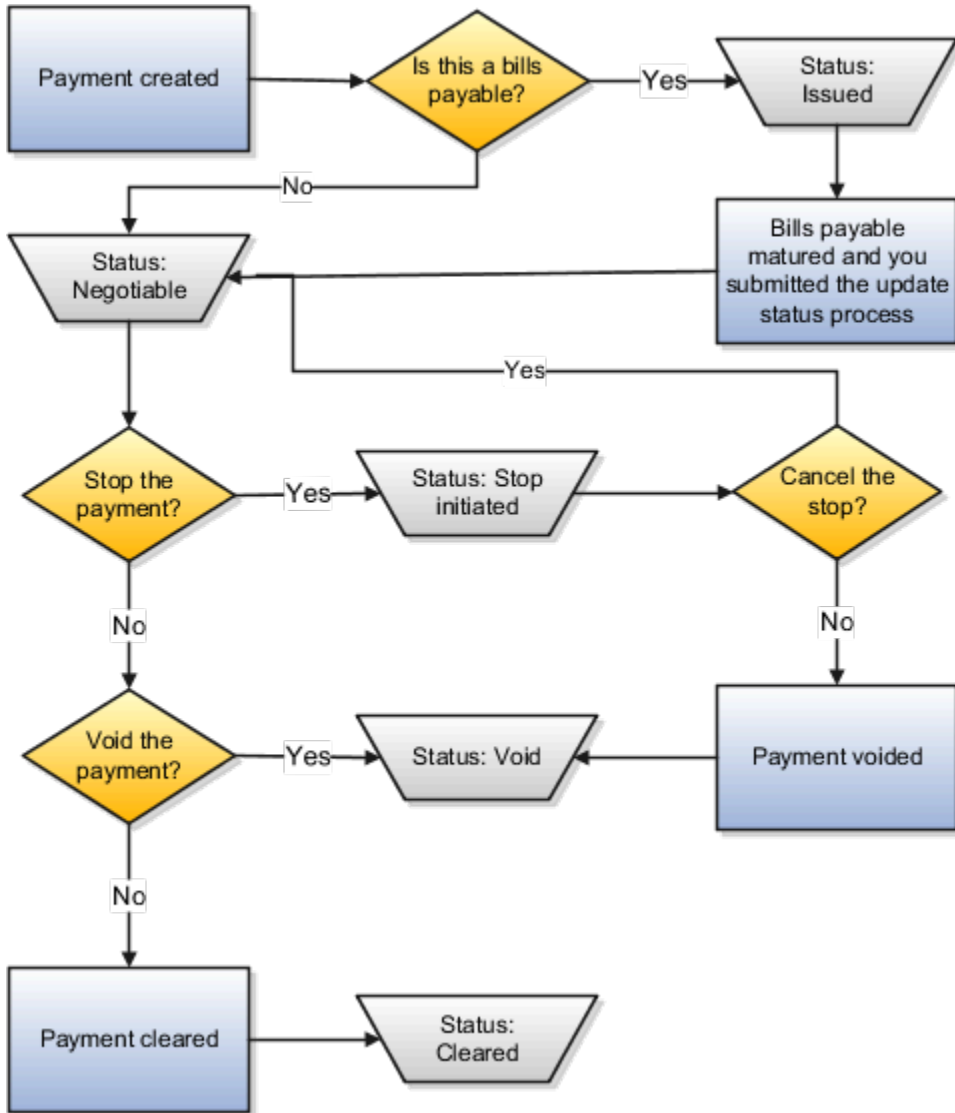 Payment created
Is this a bills
payable?
Yes
Status:
Issued
No
Status:
Negotiable
Bills payable
matured and you
submitted the update
status process
Yes
Stop the
payment?
Yes
Status: Stop
initiated
Cancel the
stop?
No
No
Void the
payment?
Yes
Status: Void
Payment voided
No
Payment cleared
Status:
Cleared